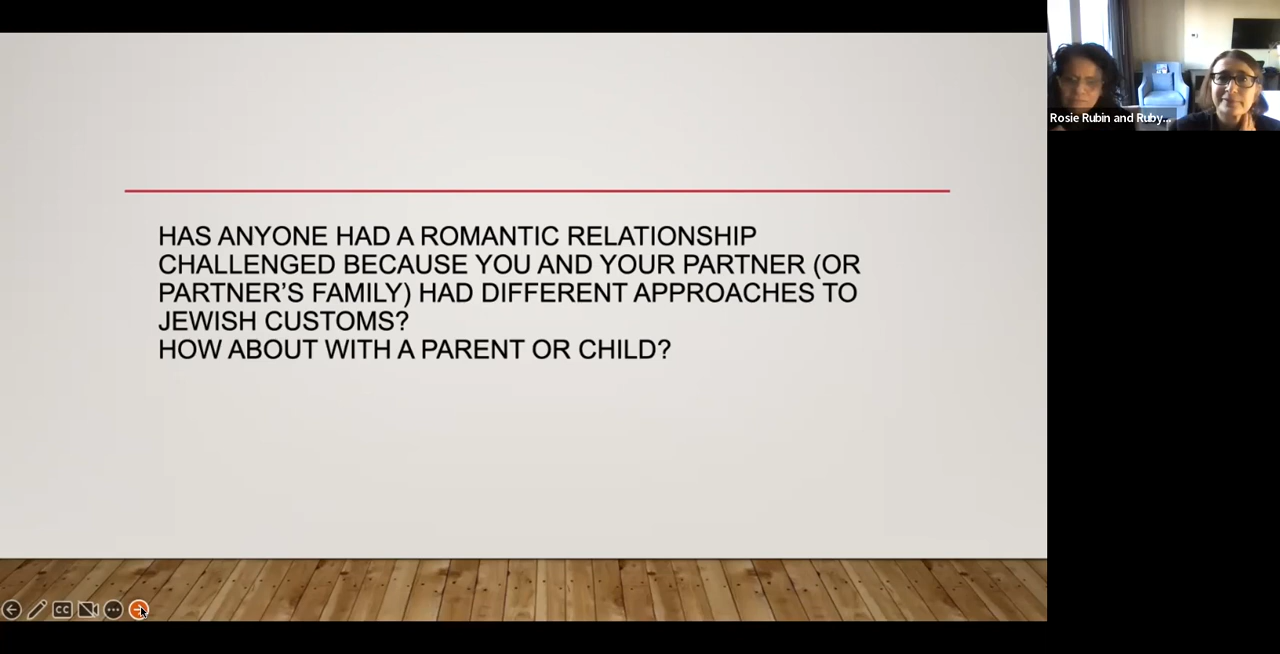 Rosie Rubin and Ruby...
HAS ANYONE HAD A ROMANTIC RELATIONSHIP
CHALLENGED BECAUSE YOU AND YOUR PARTNER (OR
PARTNER'S FAMILY) HAD DIFFERENT APPROACHES TO
JEWISH CUSTOMS?
HOW ABOUT WITH A PARENT OR CHILD?
CC